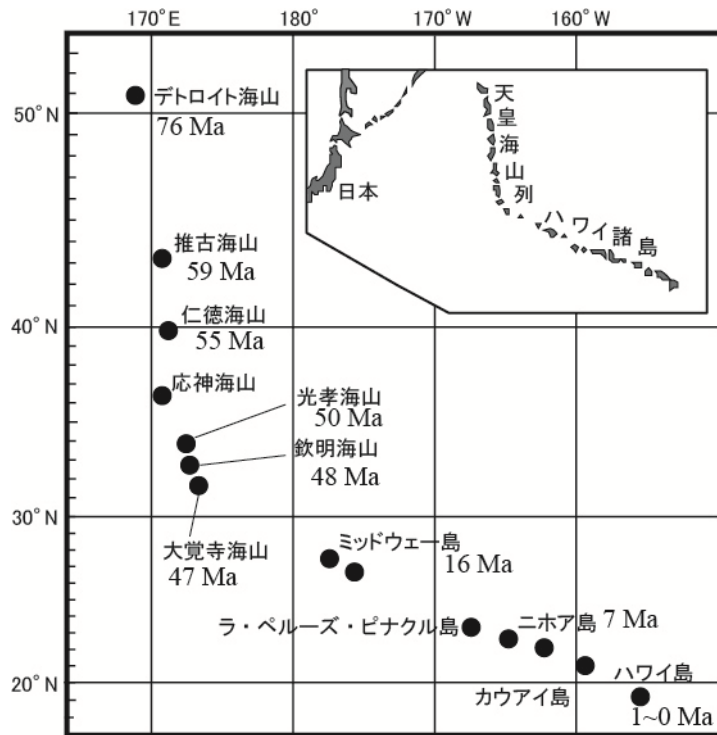 170°E
180°
170°W
160°W
50°N
デトロイト海山
76 Ma
天皇海山列
ハワイ諸島
日本
推古海山
59 Ma
仁徳海山
55 Ma
40°N
応神海山
光孝海山
50 Ma
欽明海山
48 Ma
30°N
大覚寺海山
47 Ma
ミッドウェー島
16 Ma
ラ・ペルーズ・ピナクル島
ニホア島 7 Ma
カウアイ島
ハワイ島
1~0 Ma
20°N